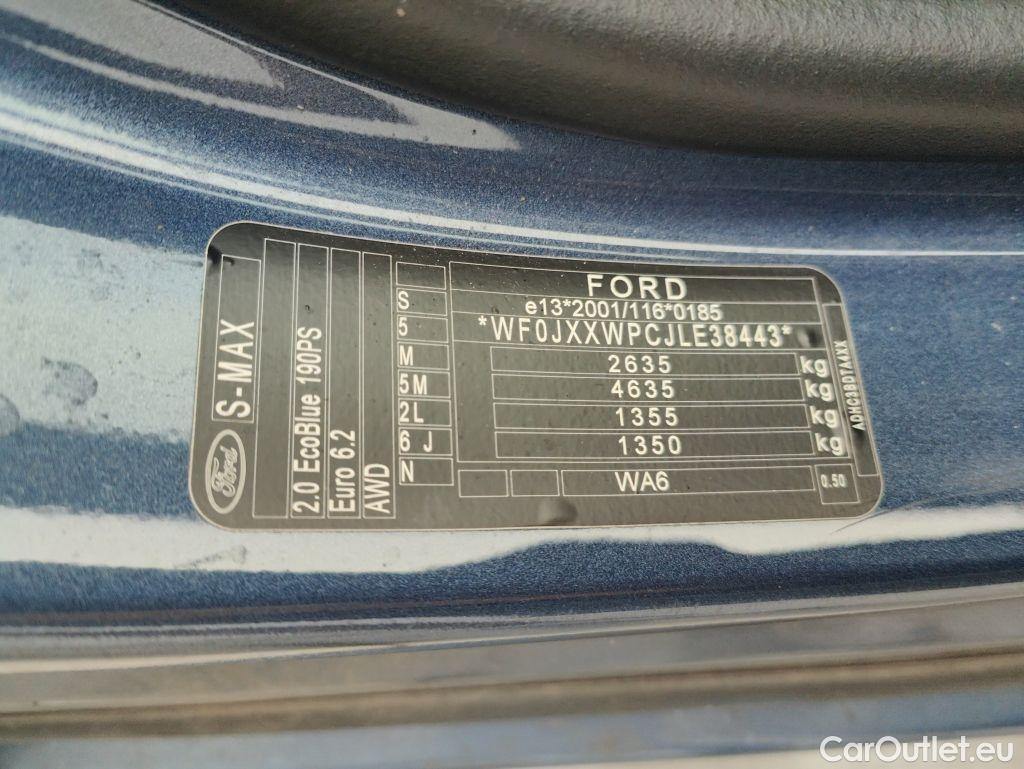 FORD
e13*2001/116*0185
*WF0JXXWPCJLE38443*
2635 kg
4635 kg
1355 kg
1350 kg
WA6
0.50
S
5
M
5M
2L
6 J
N
S-MAX
Ford
2.0 EcoBlue 190PS
Euro 6.2
AWD
CarOutlet.eu